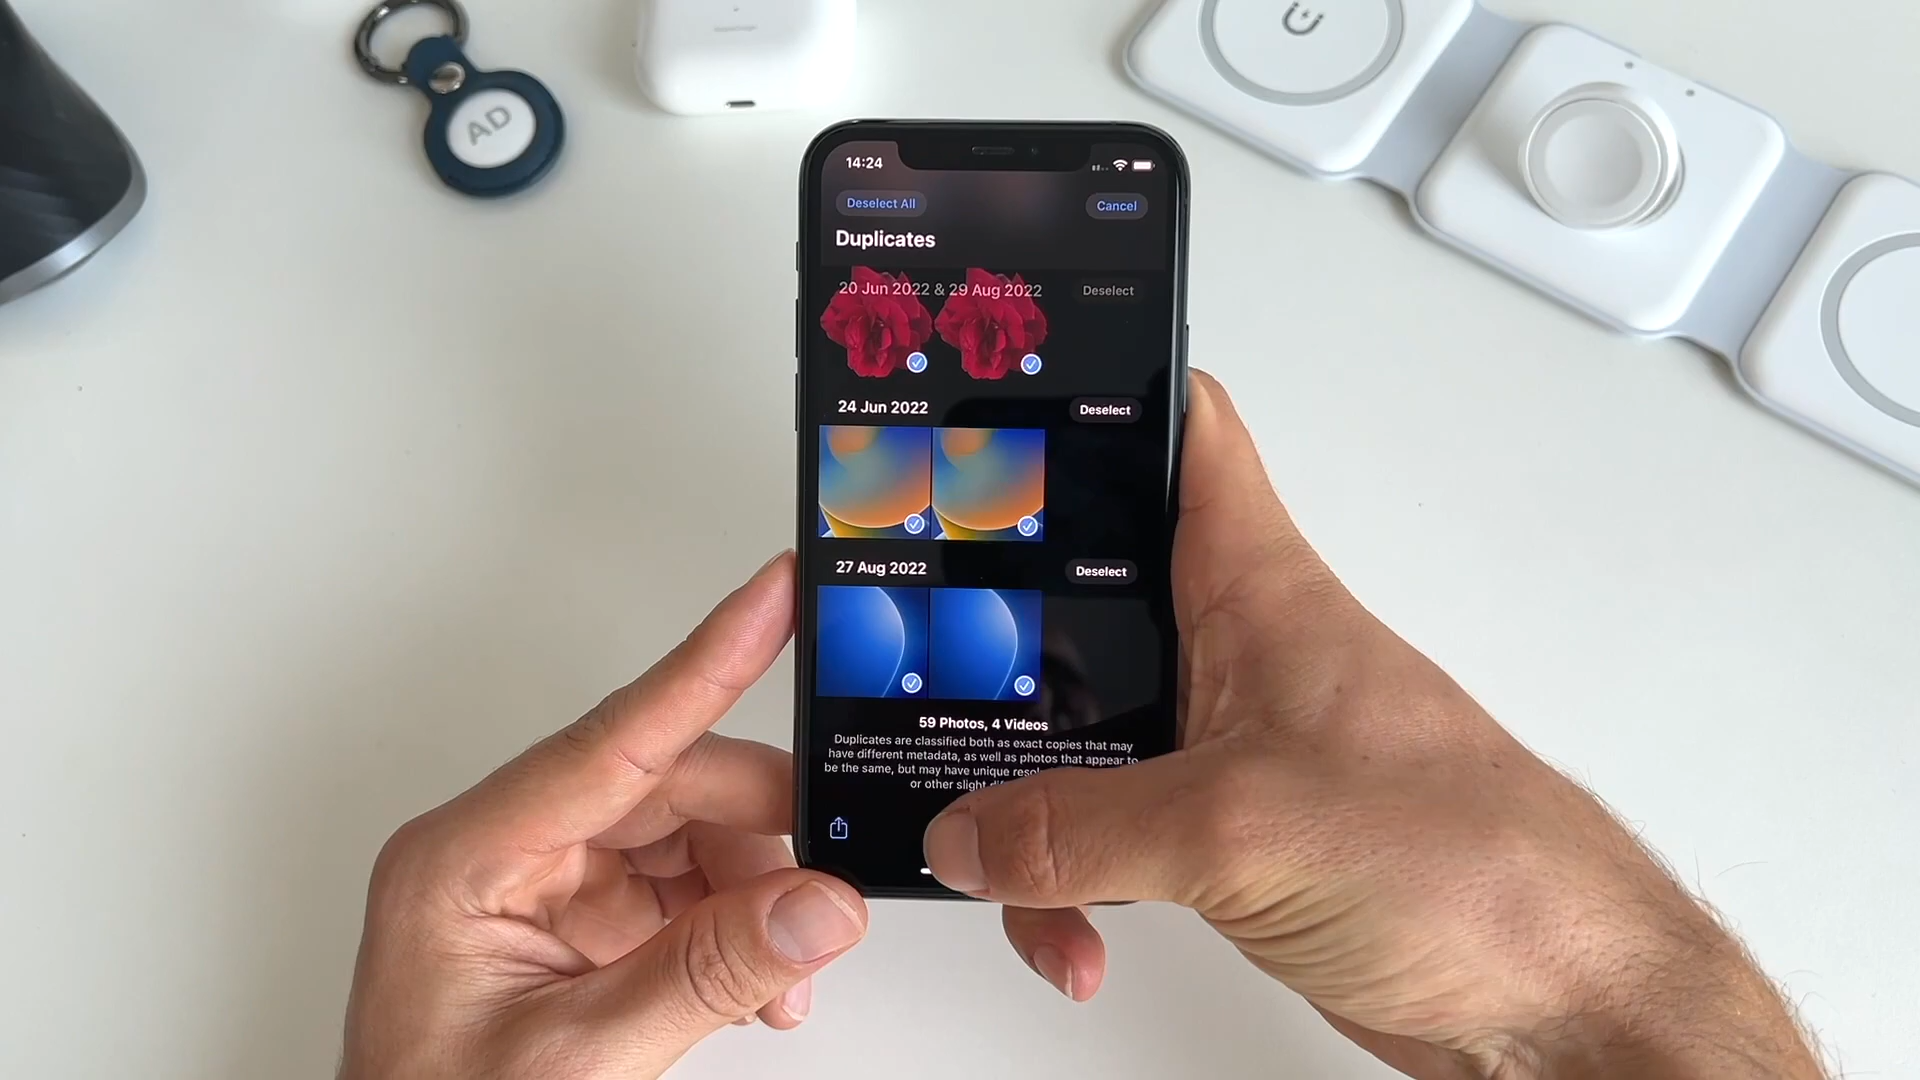 AD
14:24
Deselect All
Cancel
Duplicates
20 Jun 2022 & 29 Aug 2022
Deselect
24 Jun 2022
Deselect
27 Aug 2022
Deselect
59 Photos, 4 Videos
Duplicates are classified both as exact copies that may
have different metadata, as well as photos that appear to
be the same, but may have unique
or other slight